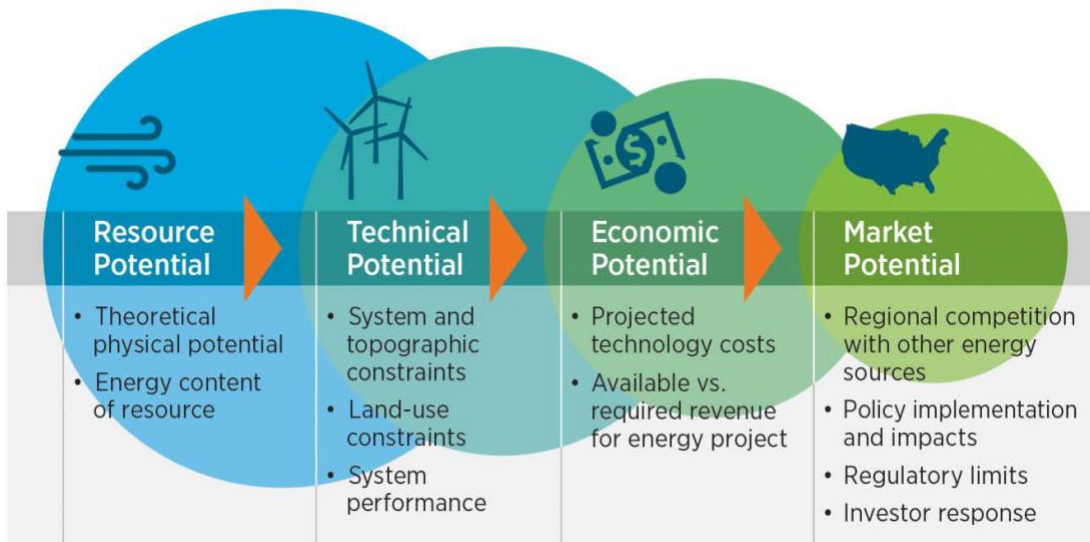 Resource
Potential
• Theoretical
physical potential
• Energy content
of resource
Technical
Potential
• System and
topographic
constraints
• Land-use
constraints
• System
performance
$
Economic
Potential
• Projected
technology costs
• Available vs.
required revenue
for energy project
Market
Potential
• Regional competition
with other energy
sources
• Policy implementation
and impacts
• Regulatory limits
• Investor response